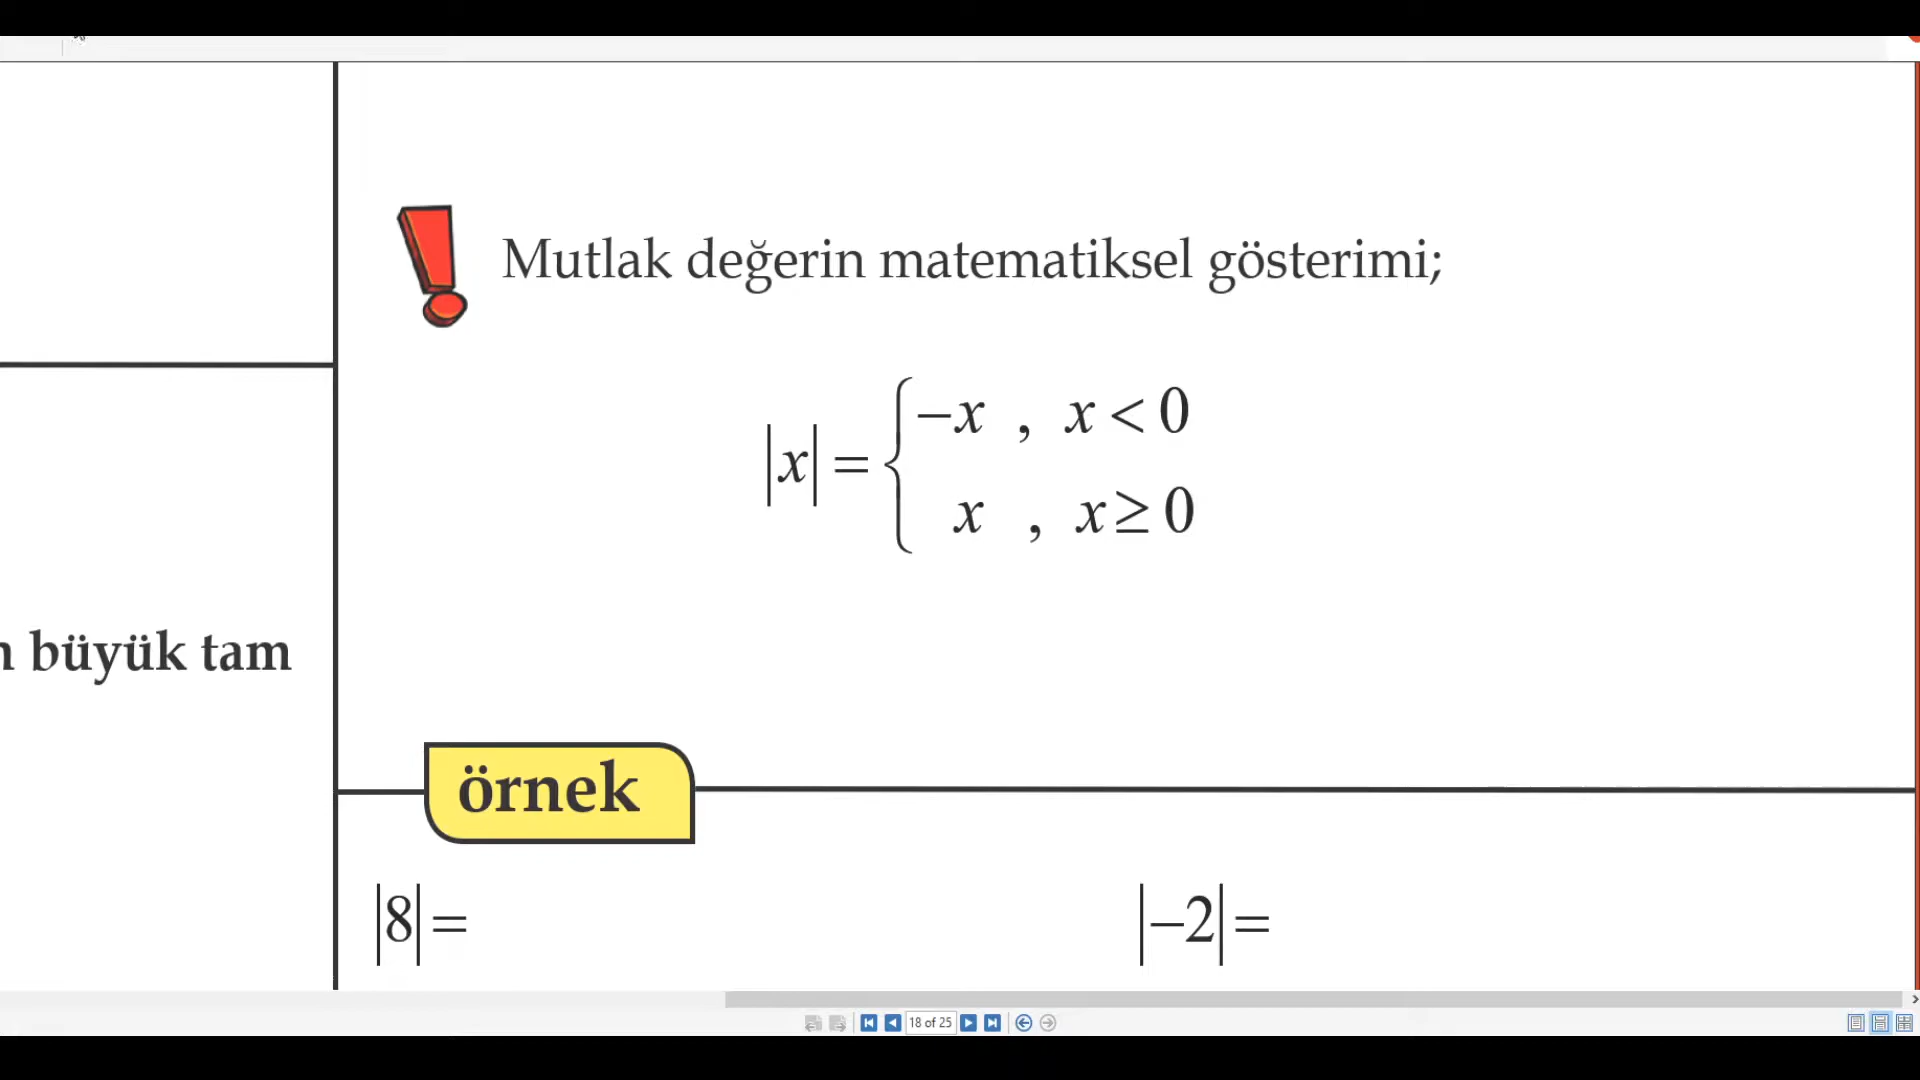 Mutlak değerin matematiksel gösterimi;
|x| = { −x , x < 0
x , x ≥ 0
büyük tam
örnek
|8| =
|−2| =
18 of 25